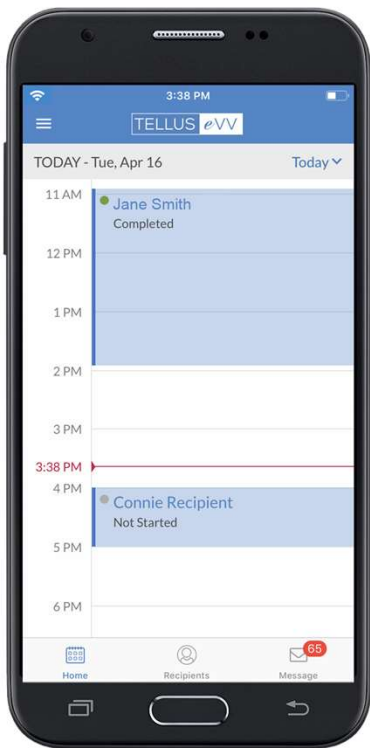 3:38 PM
TELLUS eVV
TODAY - Tue, Apr 16
Today
11 AM
Jane Smith
Completed
12 PM
1 PM
2 PM
3 PM
3:38 PM
4 PM
Connie Recipient
Not Started
5 PM
6 PM
65
Home
Recipients
Message